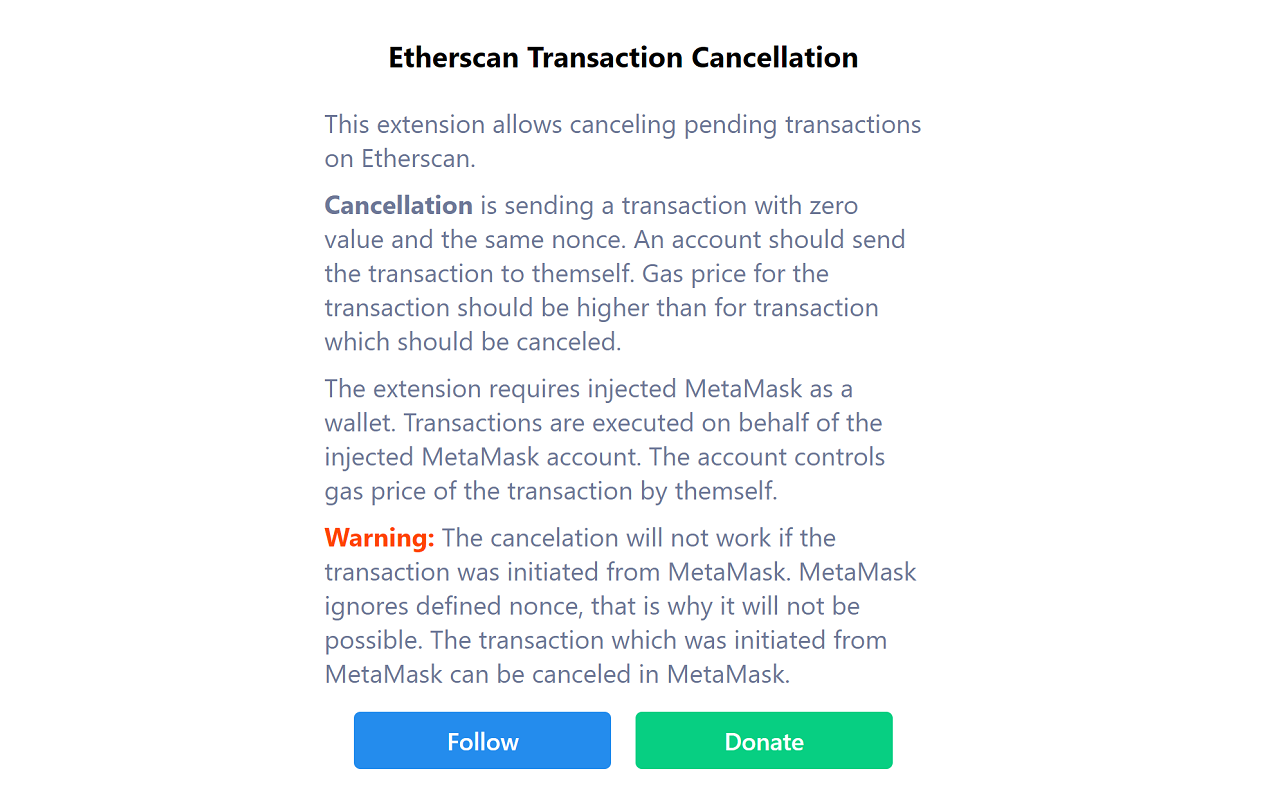 Etherscan Transaction Cancellation
This extension allows canceling pending transactions
on Etherscan.
Cancellation is sending a transaction with zero
value and the same nonce. An account should send
the transaction to themself. Gas price for the
transaction should be higher than for transaction
which should be canceled.
The extension requires injected MetaMask as a
wallet. Transactions are executed on behalf of the
injected MetaMask account. The account controls
gas price of the transaction by themself.
Warning: The cancelation will not work if the
transaction was initiated from MetaMask. MetaMask
ignores defined nonce, that is why it will not be
possible. The transaction which was initiated from
MetaMask can be canceled in MetaMask.
Follow
Donate